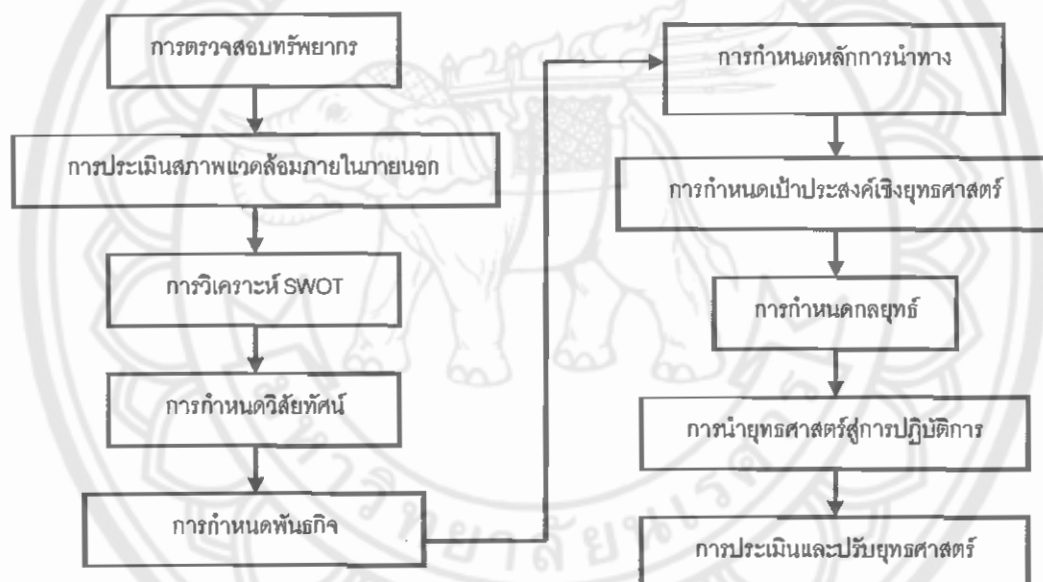 การตรวจสอบทรัพยากร
การประเมินสภาพแวดล้อมภายในภายนอก
การวิเคราะห์ SWOT
การกำหนดวิสัยทัศน์
การกำหนดพันธกิจ
การกำหนดหลักการนำทาง
การกำหนดเป้าประสงค์เชิงยุทธศาสตร์
การกำหนดกลยุทธ์
การนำยุทธศาสตร์สู่การปฏิบัติการ
การประเมินและปรับยุทธศาสตร์